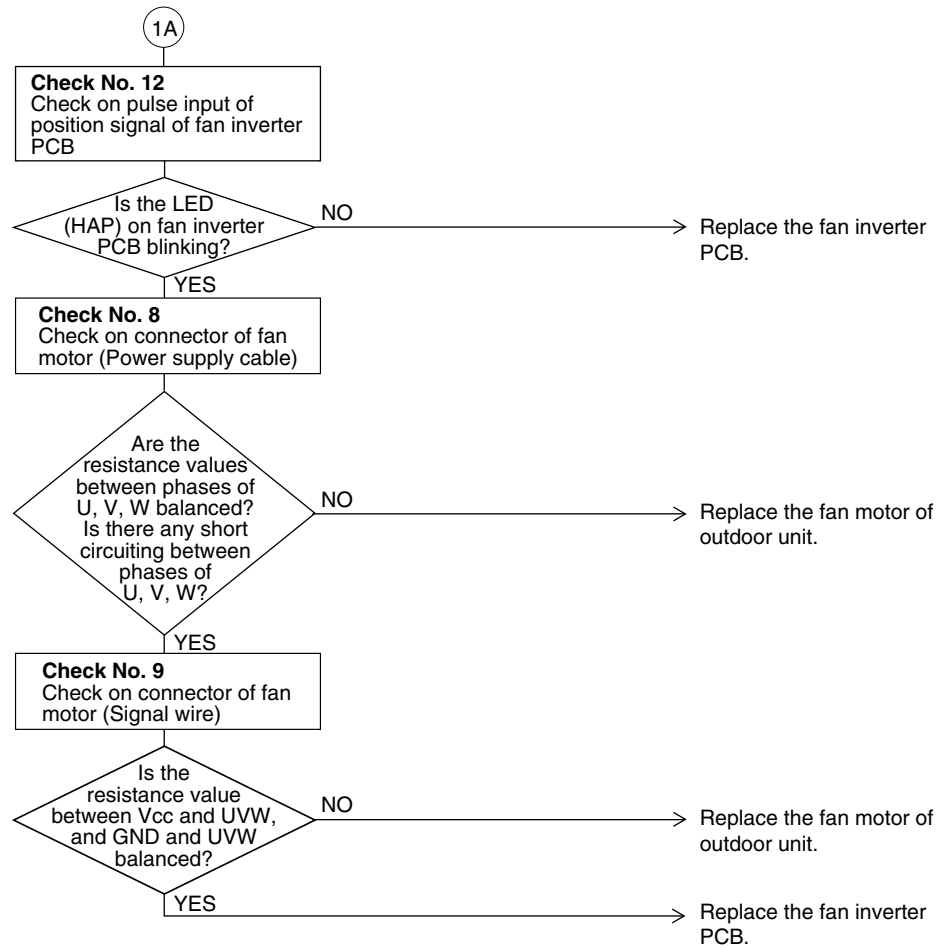 1A
Check No. 12
Check on pulse input of
position signal of fan inverter
PCB
Is the LED
(HAP) on fan inverter
PCB blinking?
NO
Replace the fan inverter
PCB.
YES
Check No. 8
Check on connector of fan
motor (Power supply cable)
Are the
resistance values
between phases of
U, V, W balanced?
Is there any short
circuiting between
phases of
U, V, W?
NO
Replace the fan motor of
outdoor unit.
YES
Check No. 9
Check on connector of fan
motor (Signal wire)
Is the
resistance value
between Vcc and UVW,
and GND and UVW
balanced?
NO
Replace the fan motor of
outdoor unit.
YES
Replace the fan inverter
PCB.